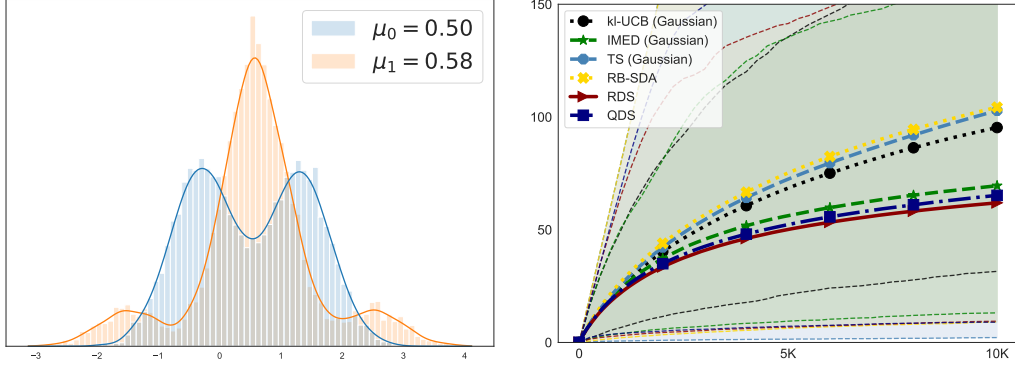 μ₀ = 0.50
μ₁ = 0.58
−3 −2 −1 0 1 2 3 4
150
100
50
0
kl-UCB (Gaussian)
IMED (Gaussian)
TS (Gaussian)
RB-SDA
RDS
QDS
0 5K 10K